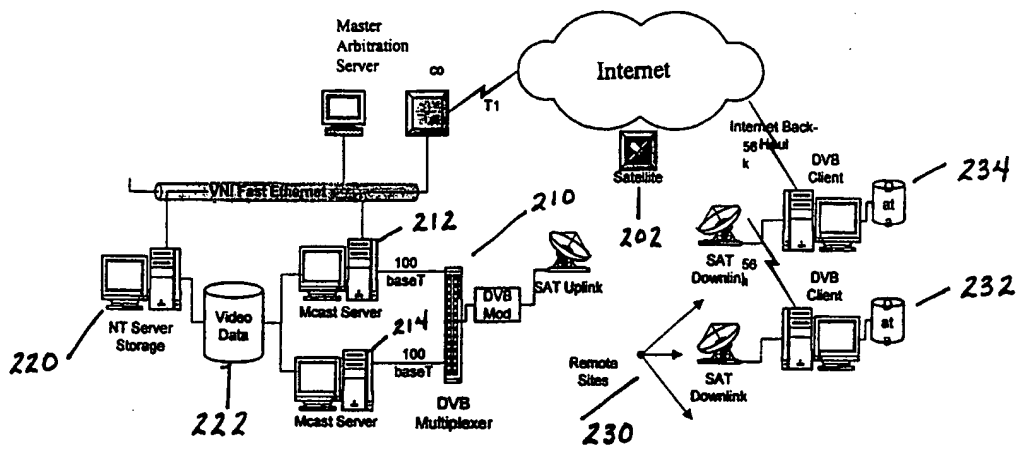 Master
Arbitration
Server
Internet
T1
Internet Back-
Haul
56
k
DVB
Client
234
Satellite
202
VNI Fast Ethernet
212
210
100
baseT
Mcast Server
SAT Uplink
DVB
Mod
SAT
Downlink
56
k
DVB
Client
232
NT Server
Storage
220
Video
Data
222
214
100
baseT
Mcast Server
DVB
Multiplexer
Remote
Sites
230
SAT
Downlink